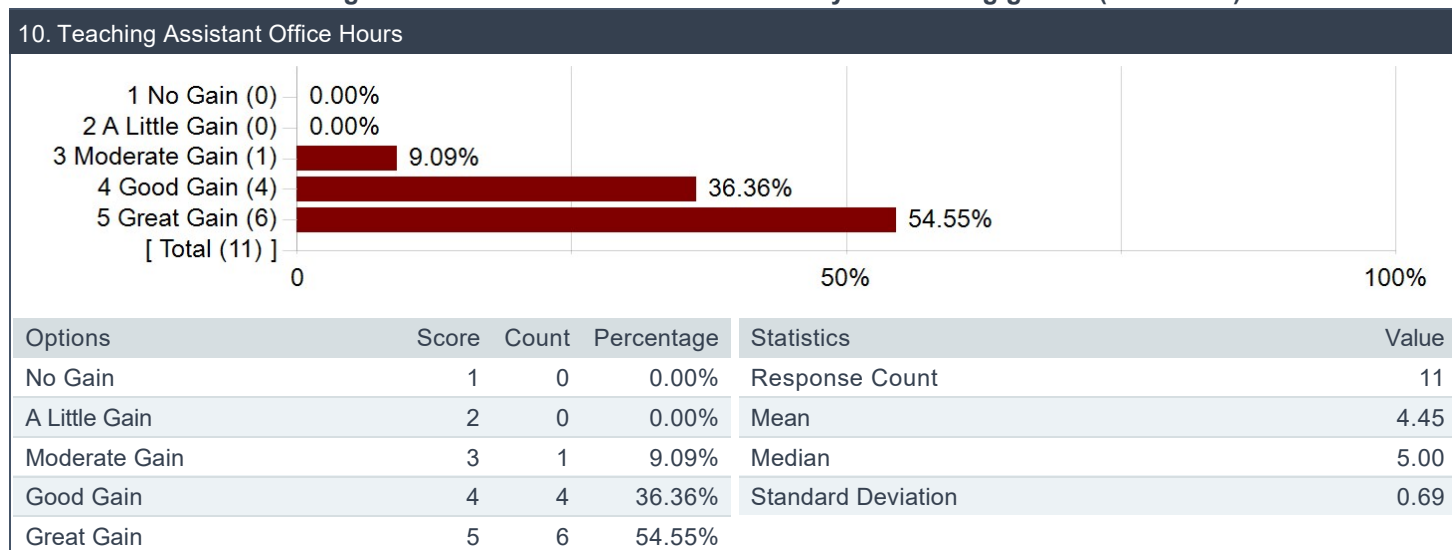 10. Teaching Assistant Office Hours
1 No Gain (0) 0.00%
2 A Little Gain (0) 0.00%
3 Moderate Gain (1) 9.09%
4 Good Gain (4) 36.36%
5 Great Gain (6) 54.55%
[ Total (11) ]
0 50% 100%
Options Score Count Percentage Statistics Value
No Gain 1 0 0.00% Response Count 11
A Little Gain 2 0 0.00% Mean 4.45
Moderate Gain 3 1 9.09% Median 5.00
Good Gain 4 4 36.36% Standard Deviation 0.69
Great Gain 5 6 54.55%